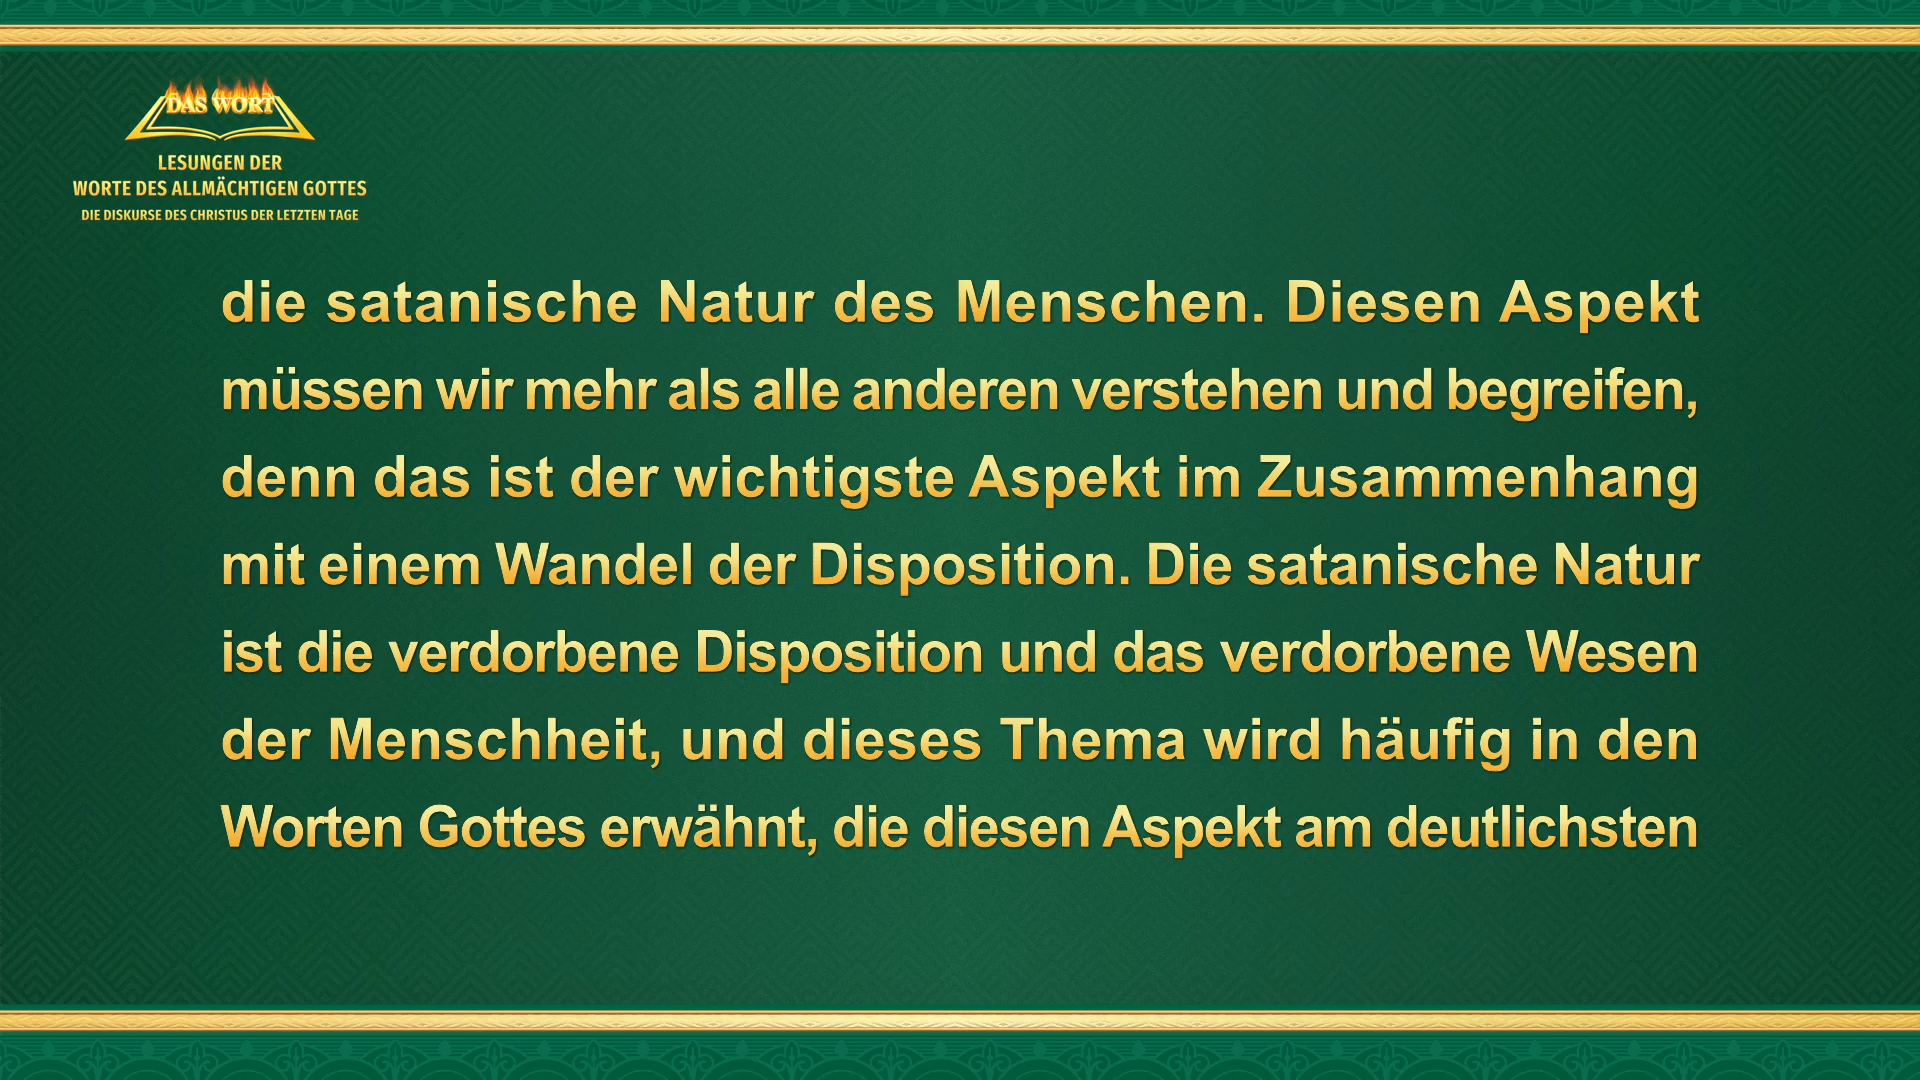 DAS WORT
LESUNGEN DER
WORTE DES ALLMÄCHTIGEN GOTTES
DIE DISKURSE DES CHRISTUS DER LETZTEN TAGE
die satanische Natur des Menschen. Diesen Aspekt
müssen wir mehr als alle anderen verstehen und begreifen,
denn das ist der wichtigste Aspekt im Zusammenhang
mit einem Wandel der Disposition. Die satanische Natur
ist die verdorbene Disposition und das verdorbene Wesen
der Menschheit, und dieses Thema wird häufig in den
Worten Gottes erwähnt, die diesen Aspekt am deutlichsten